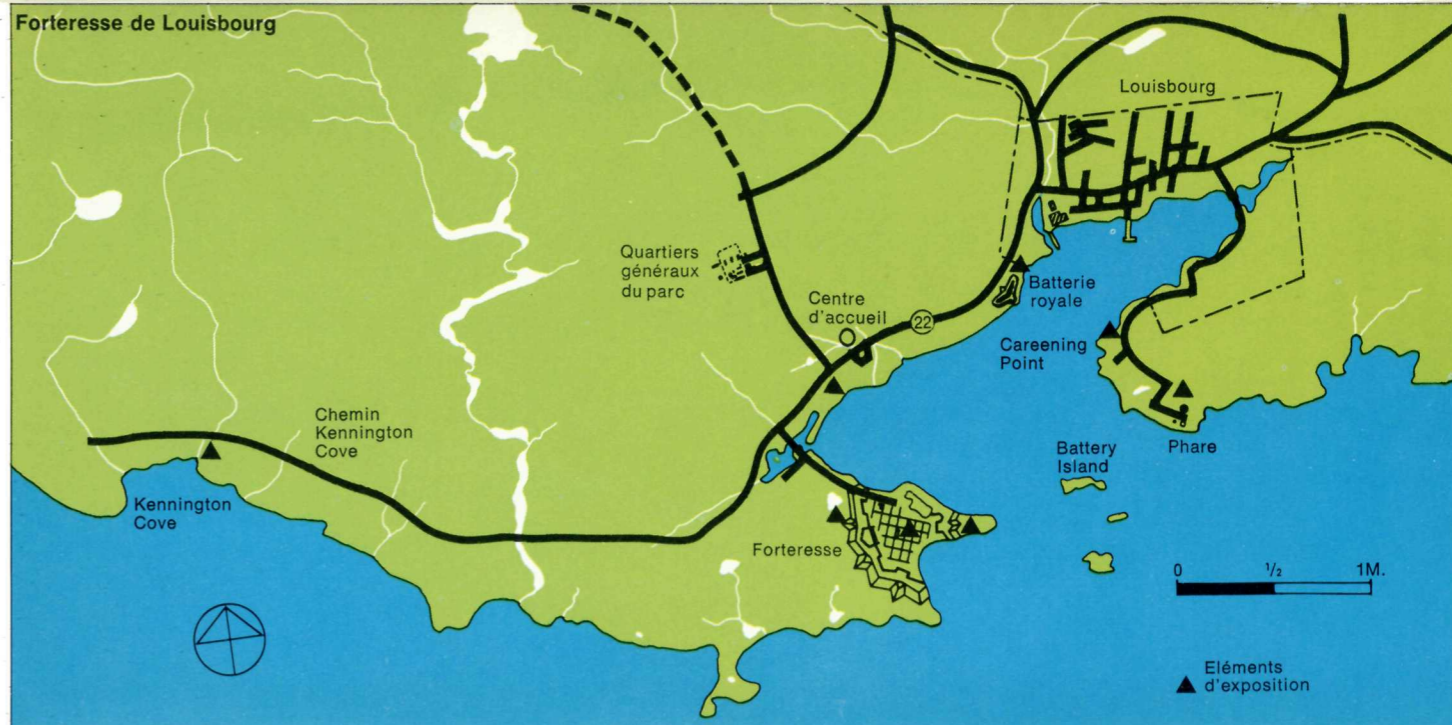 Forteresse de Louisbourg
Louisbourg
Quartiers
généraux
du parc
Centre
d'accueil
22
Batterie
royale
Careening
Point
Chemin
Kennington
Cove
Kennington
Cove
Battery
Island
Phare
Forteresse
0 ½ 1M.
Eléments
d'exposition